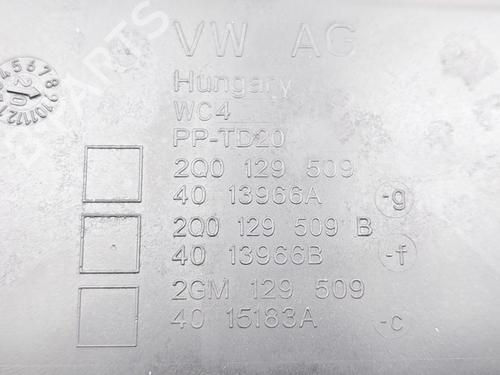 VW AG
Hungary
WC4
PP-TD20
2Q0 129 509
40 13966A -g
2Q0 129 509 B
40 13966B -f
2GM 129 509
40 15183A -c